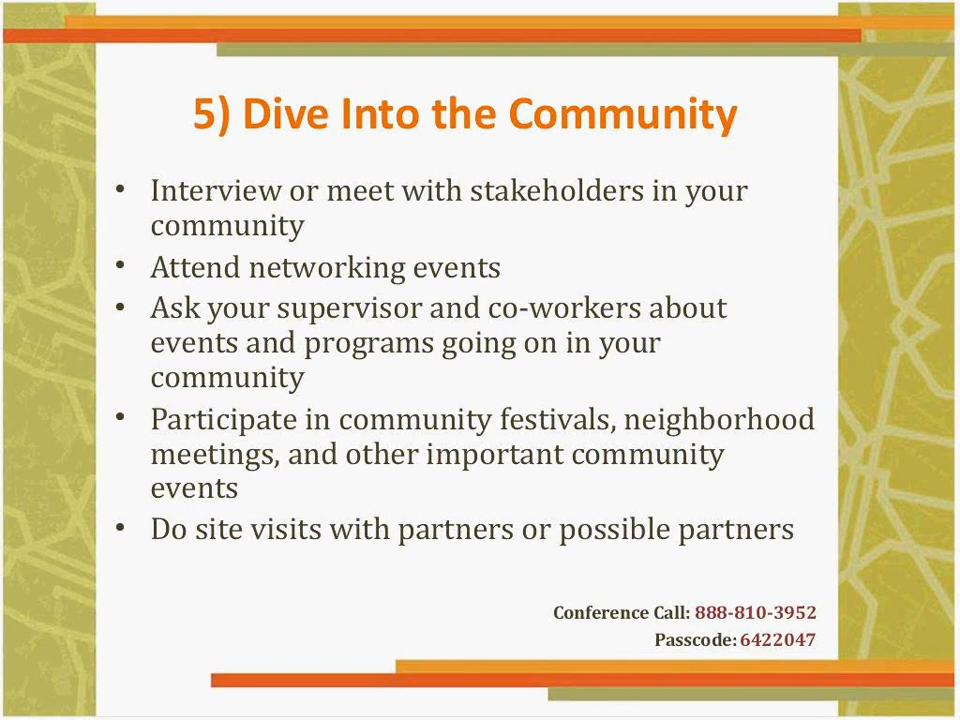 5) Dive Into the Community
• Interview or meet with stakeholders in your
community
• Attend networking events
• Ask your supervisor and co-workers about
events and programs going on in your
community
• Participate in community festivals, neighborhood
meetings, and other important community
events
• Do site visits with partners or possible partners
Conference Call: 888-810-3952
Passcode: 6422047